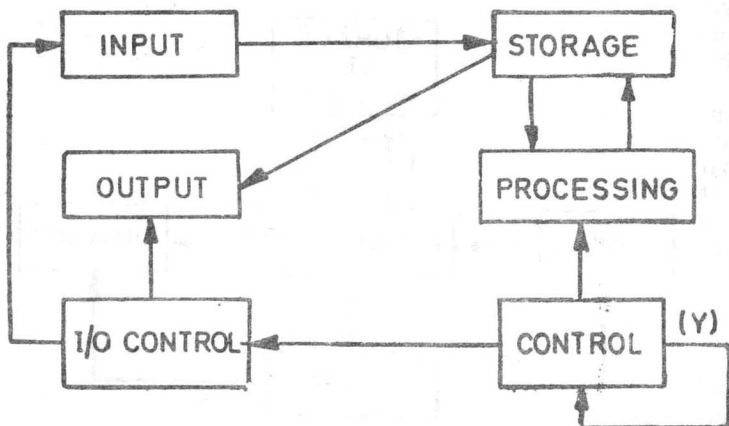 INPUT
STORAGE
OUTPUT
PROCESSING
I/O CONTROL
CONTROL
(Y)